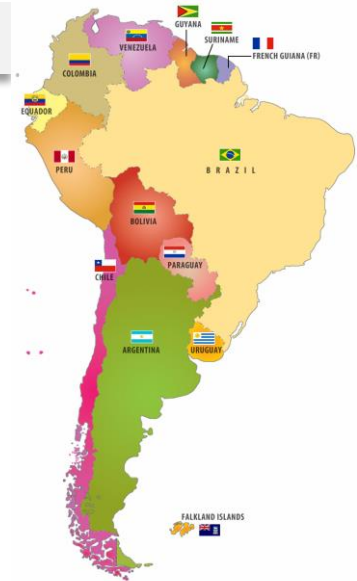 GUYANA
SURINAME
VENEZUELA
FRENCH GUIANA (FR)
COLOMBIA
EQUADOR
PERU
BRAZIL
BOLIVIA
PARAGUAY
CHILE
ARGENTINA
URUGUAY
FALKLAND ISLANDS